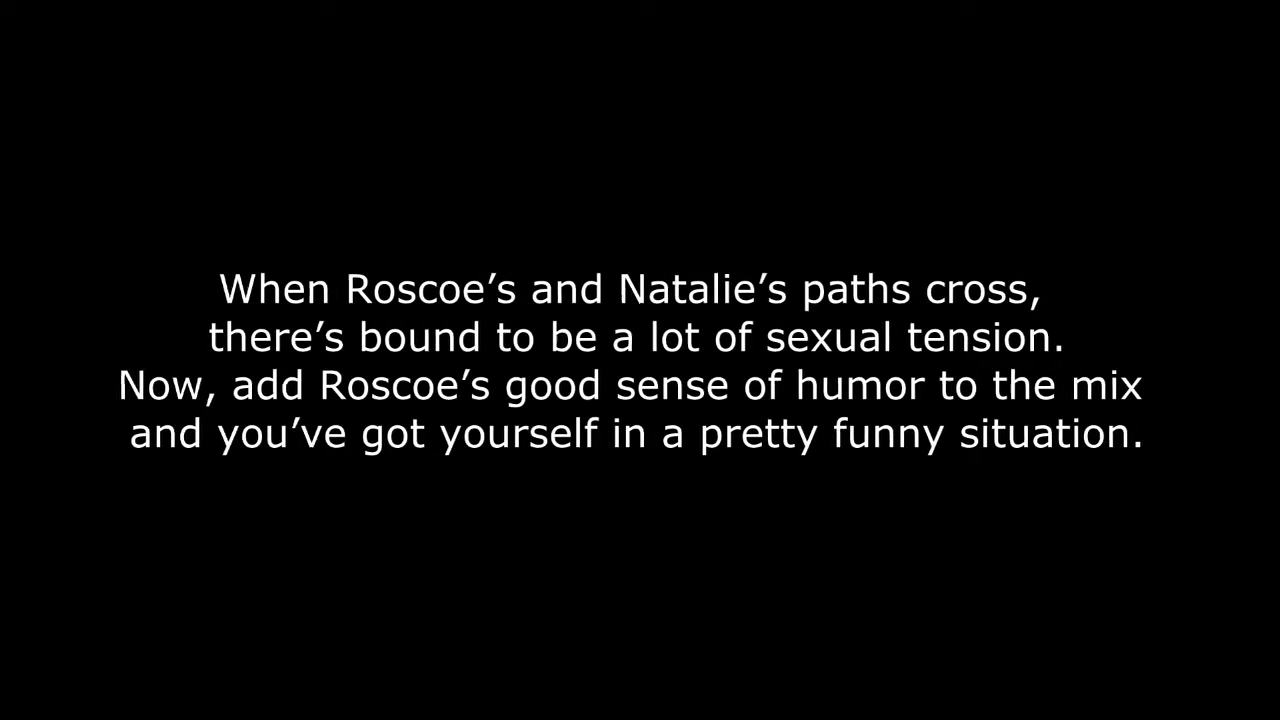 When Roscoe’s and Natalie’s paths cross,
there’s bound to be a lot of sexual tension.
Now, add Roscoe’s good sense of humor to the mix
and you’ve got yourself in a pretty funny situation.